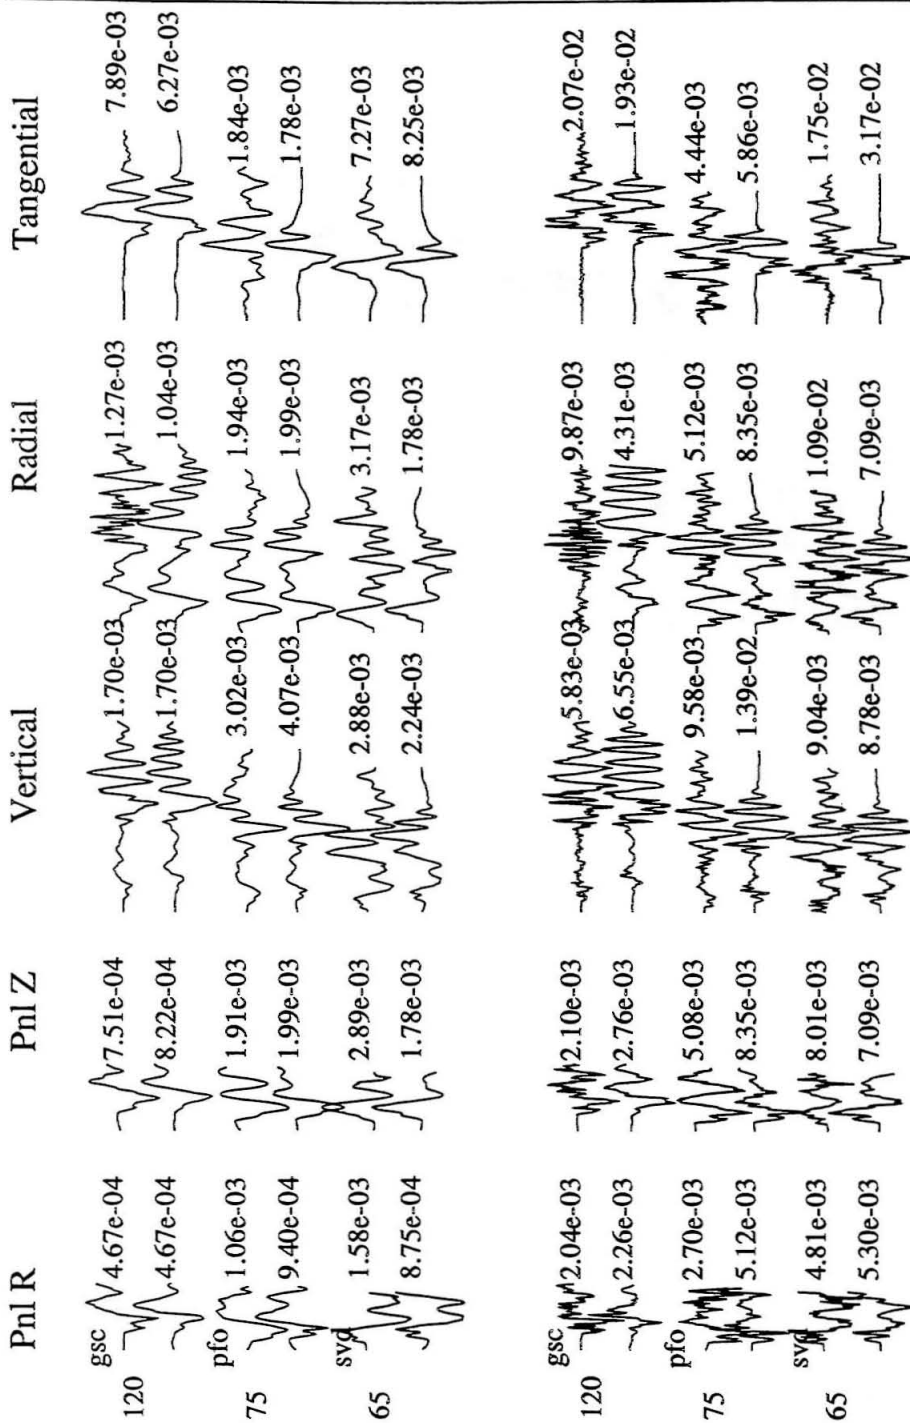 Pnl R Pnl Z Vertical Radial Tangential
gsc 4.67e-04 7.51e-04 1.70e-03 1.27e-03 7.89e-03
120
4.67e-04 8.22e-04 1.70e-03 1.04e-03 6.27e-03
pfo 1.06e-03 1.91e-03 3.02e-03 1.94e-03 1.84e-03
75
9.40e-04 1.99e-03 4.07e-03 1.99e-03 1.78e-03
svd 1.58e-03 2.89e-03 2.88e-03 3.17e-03 7.27e-03
65
8.75e-04 1.78e-03 2.24e-03 1.78e-03 8.25e-03
gsc 2.04e-03 2.10e-03 5.83e-03 9.87e-03 2.07e-02
120
2.26e-03 2.76e-03 6.55e-03 4.31e-03 1.93e-02
pfo 2.70e-03 5.08e-03 9.58e-03 5.12e-03 4.44e-03
75
5.12e-03 8.35e-03 1.39e-02 8.35e-03 5.86e-03
svd 4.81e-03 8.01e-03 9.04e-03 1.09e-02 1.75e-02
65
5.30e-03 7.09e-03 8.78e-03 7.09e-03 3.17e-02